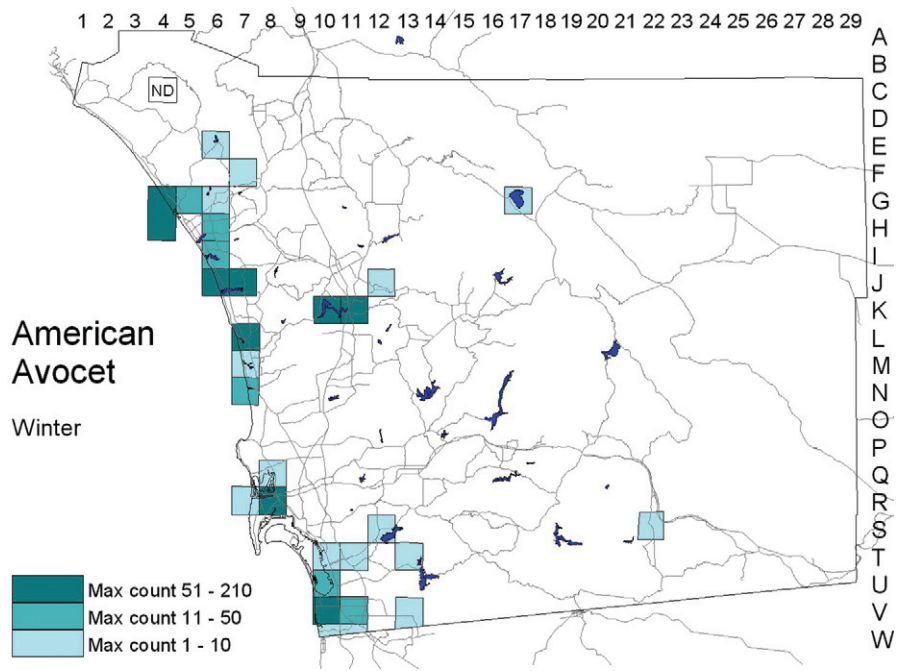 1 2 3 4 5 6 7 8 9 10 11 12 13 14 15 16 17 18 19 20 21 22 23 24 25 26 27 28 29
A
B
C
D
E
F
G
H
I
J
K
L
M
N
O
P
Q
R
S
T
U
V
W
ND
American
Avocet
Winter
Max count 51 - 210
Max count 11 - 50
Max count 1 - 10